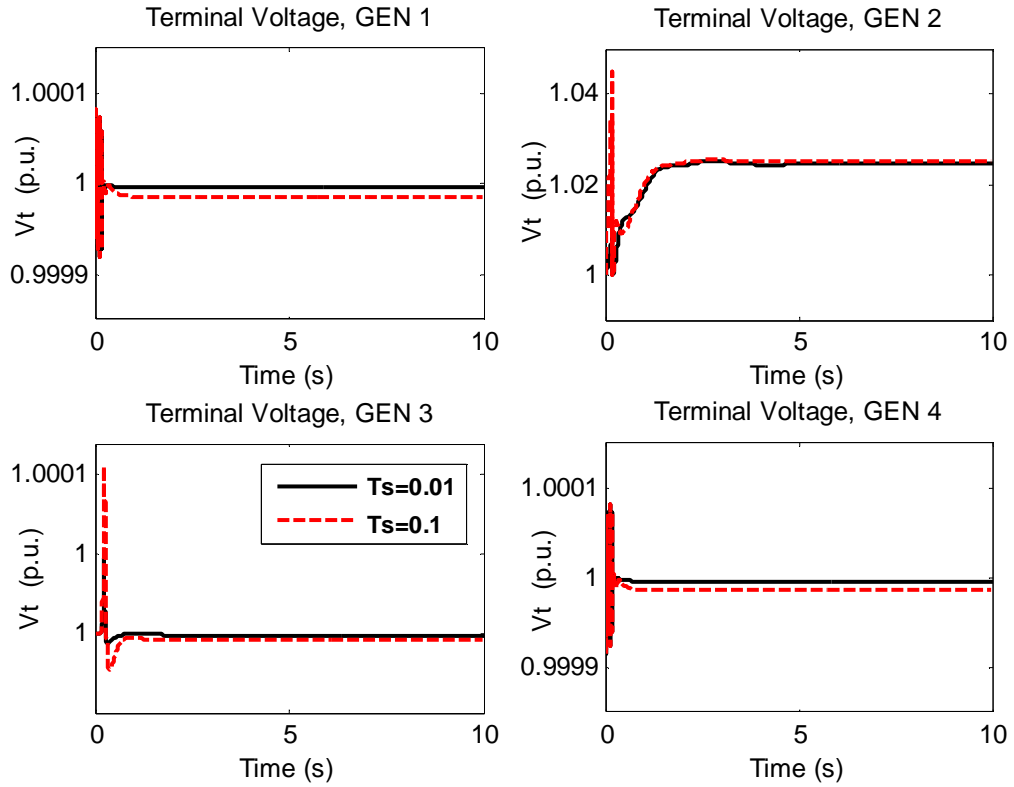 Terminal Voltage, GEN 1
1.0001
1
0.9999
Vt (p.u.)
0
5
10
Time (s)
Terminal Voltage, GEN 2
1.04
1.02
1
Vt (p.u.)
0
5
10
Time (s)
Terminal Voltage, GEN 3
1.0001
1
1
Vt (p.u.)
Ts=0.01
Ts=0.1
0
5
10
Time (s)
Terminal Voltage, GEN 4
1.0001
1
0.9999
Vt (p.u.)
0
5
10
Time (s)